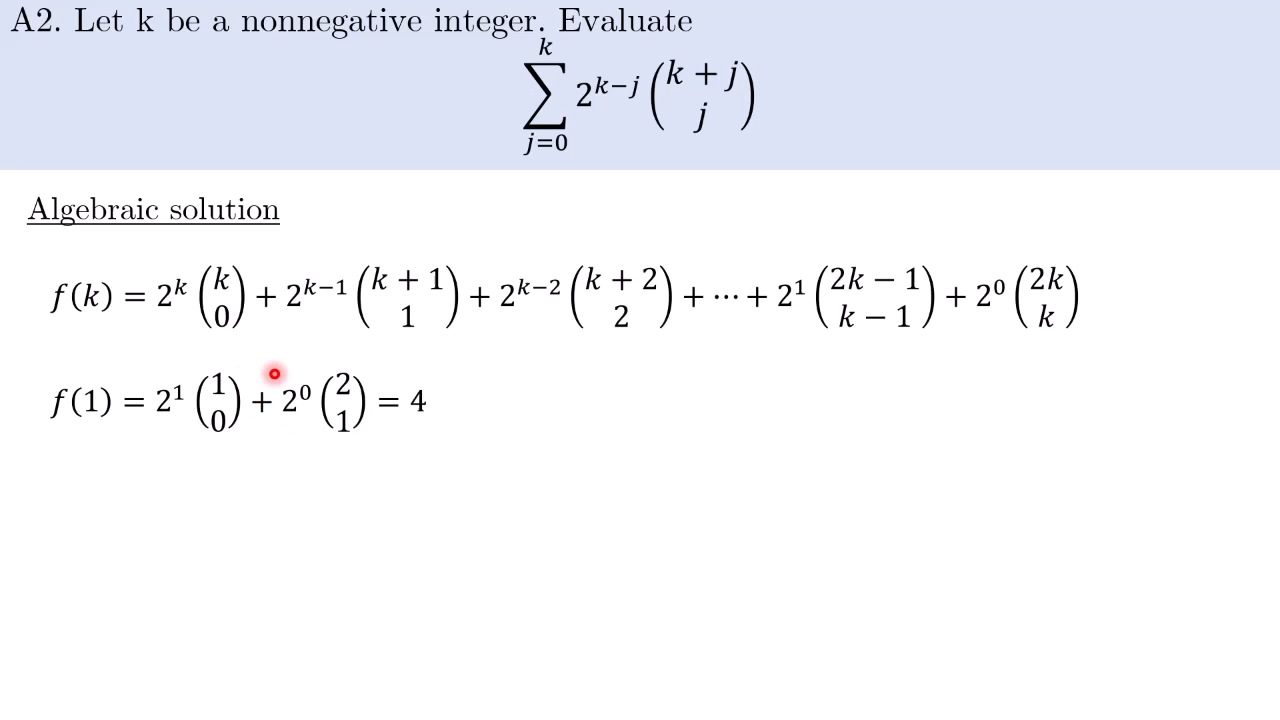 A2. Let k be a nonnegative integer. Evaluate
$\sum_{j=0}^{k} 2^{k-j} \binom{k+j}{j}$
Algebraic solution
$f(k) = 2^k \binom{k}{0} + 2^{k-1} \binom{k+1}{1} + 2^{k-2} \binom{k+2}{2} + \cdots + 2^1 \binom{2k-1}{k-1} + 2^0 \binom{2k}{k}$
$f(1) = 2^1 \binom{1}{0} + 2^0 \binom{2}{1} = 4$